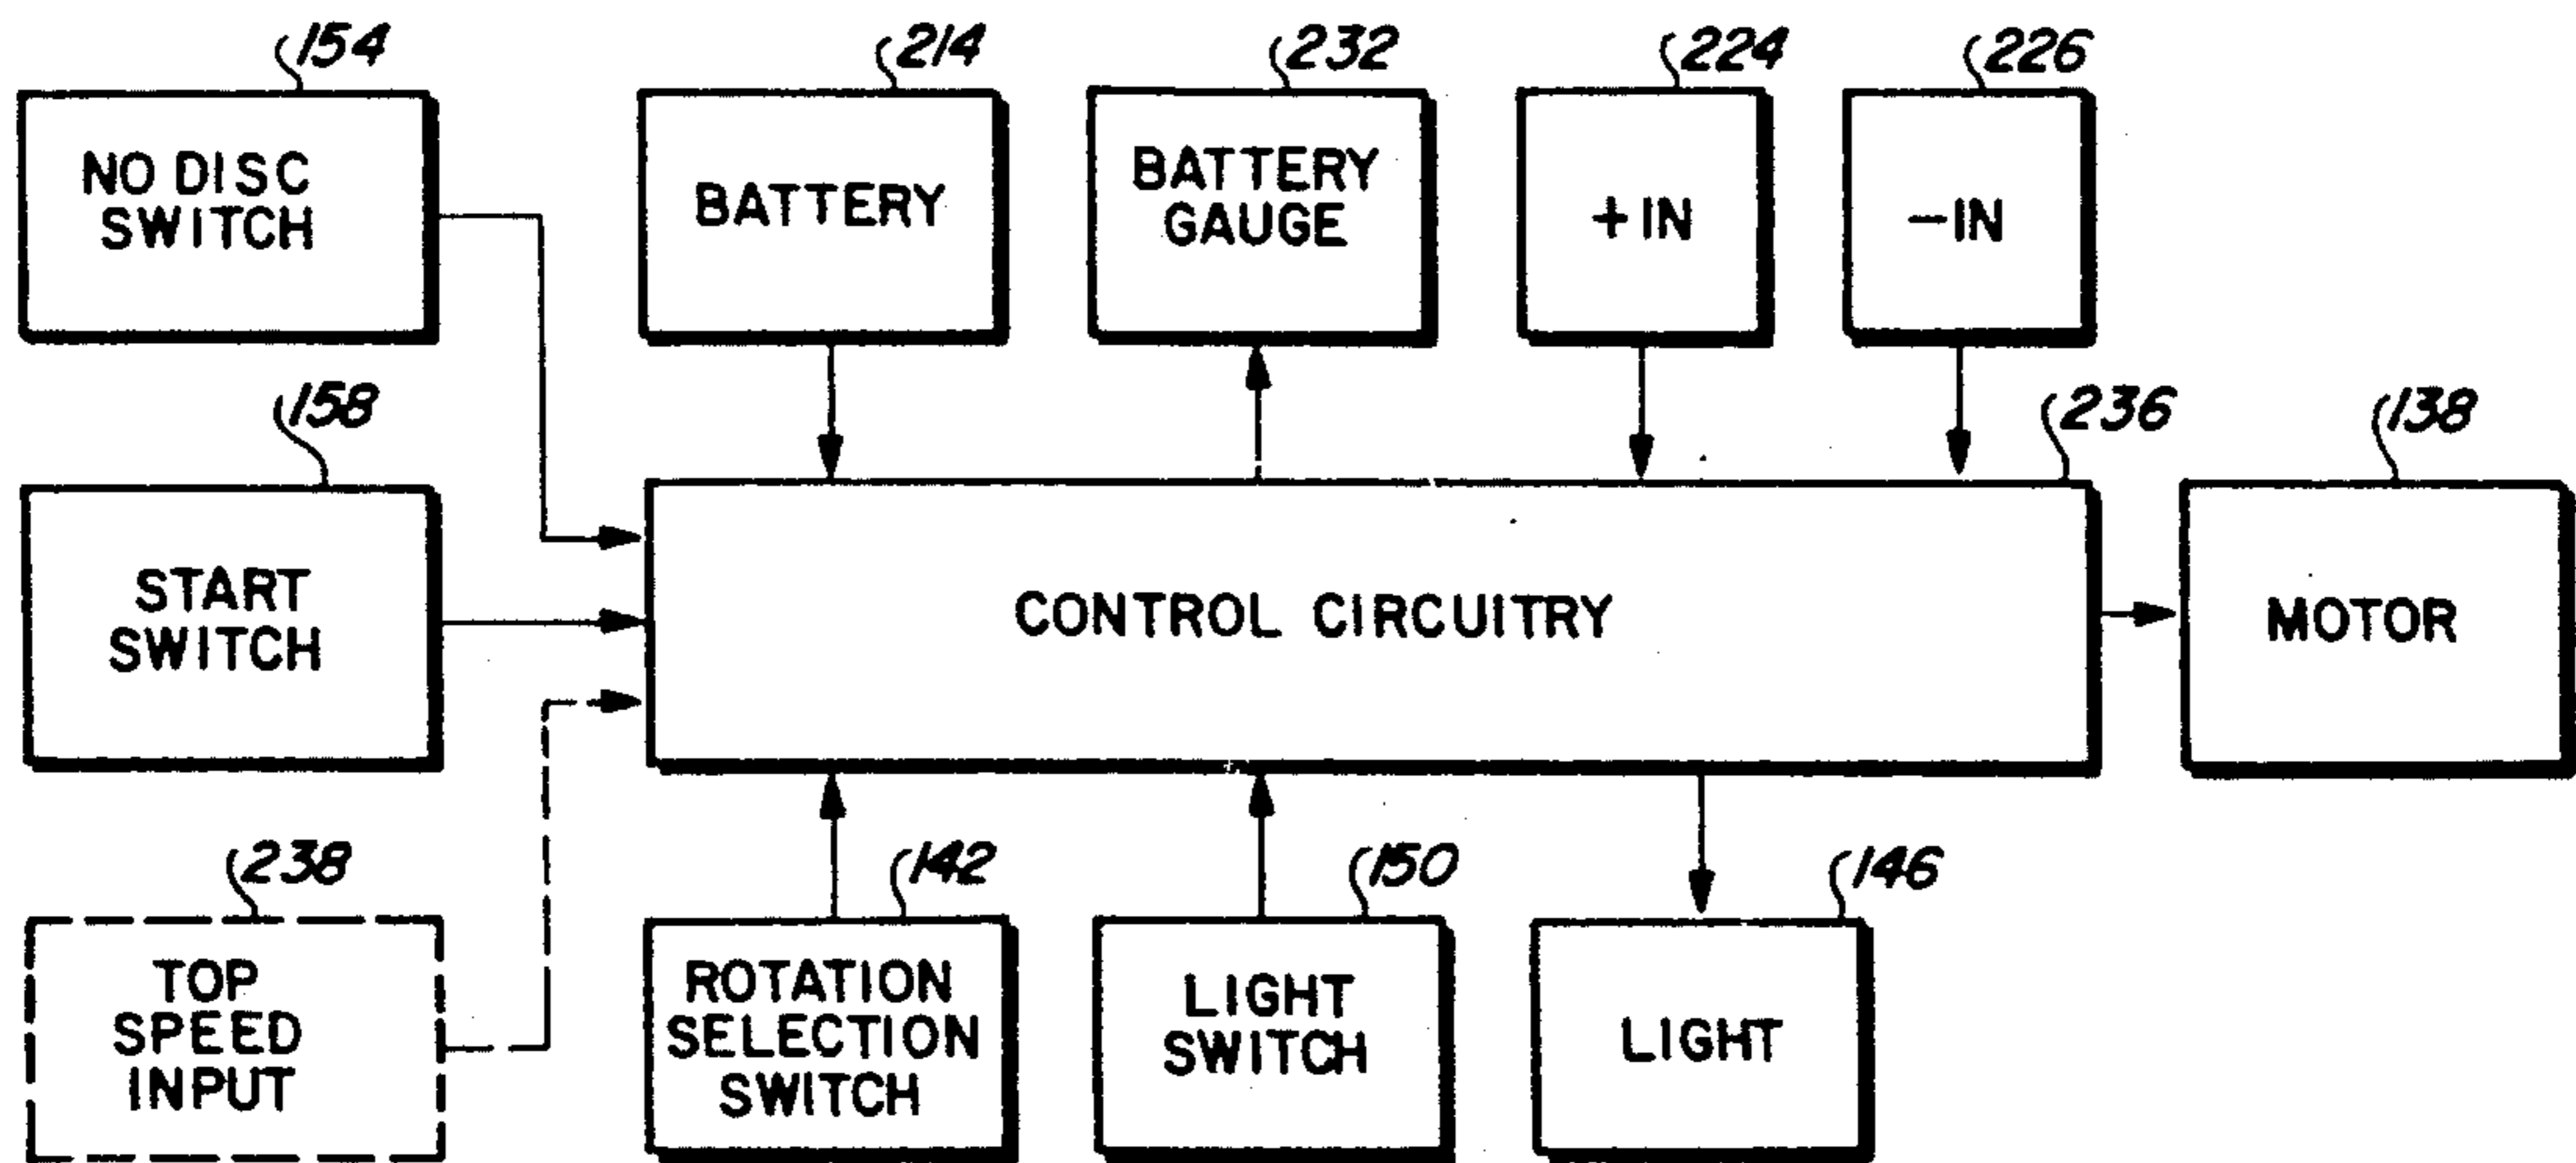 154
214
232
224
226
NO DISC
SWITCH
BATTERY
BATTERY
GAUGE
+IN
-IN
158
236
138
START
SWITCH
CONTROL CIRCUITRY
MOTOR
238
142
150
146
TOP
SPEED
INPUT
ROTATION
SELECTION
SWITCH
LIGHT
SWITCH
LIGHT